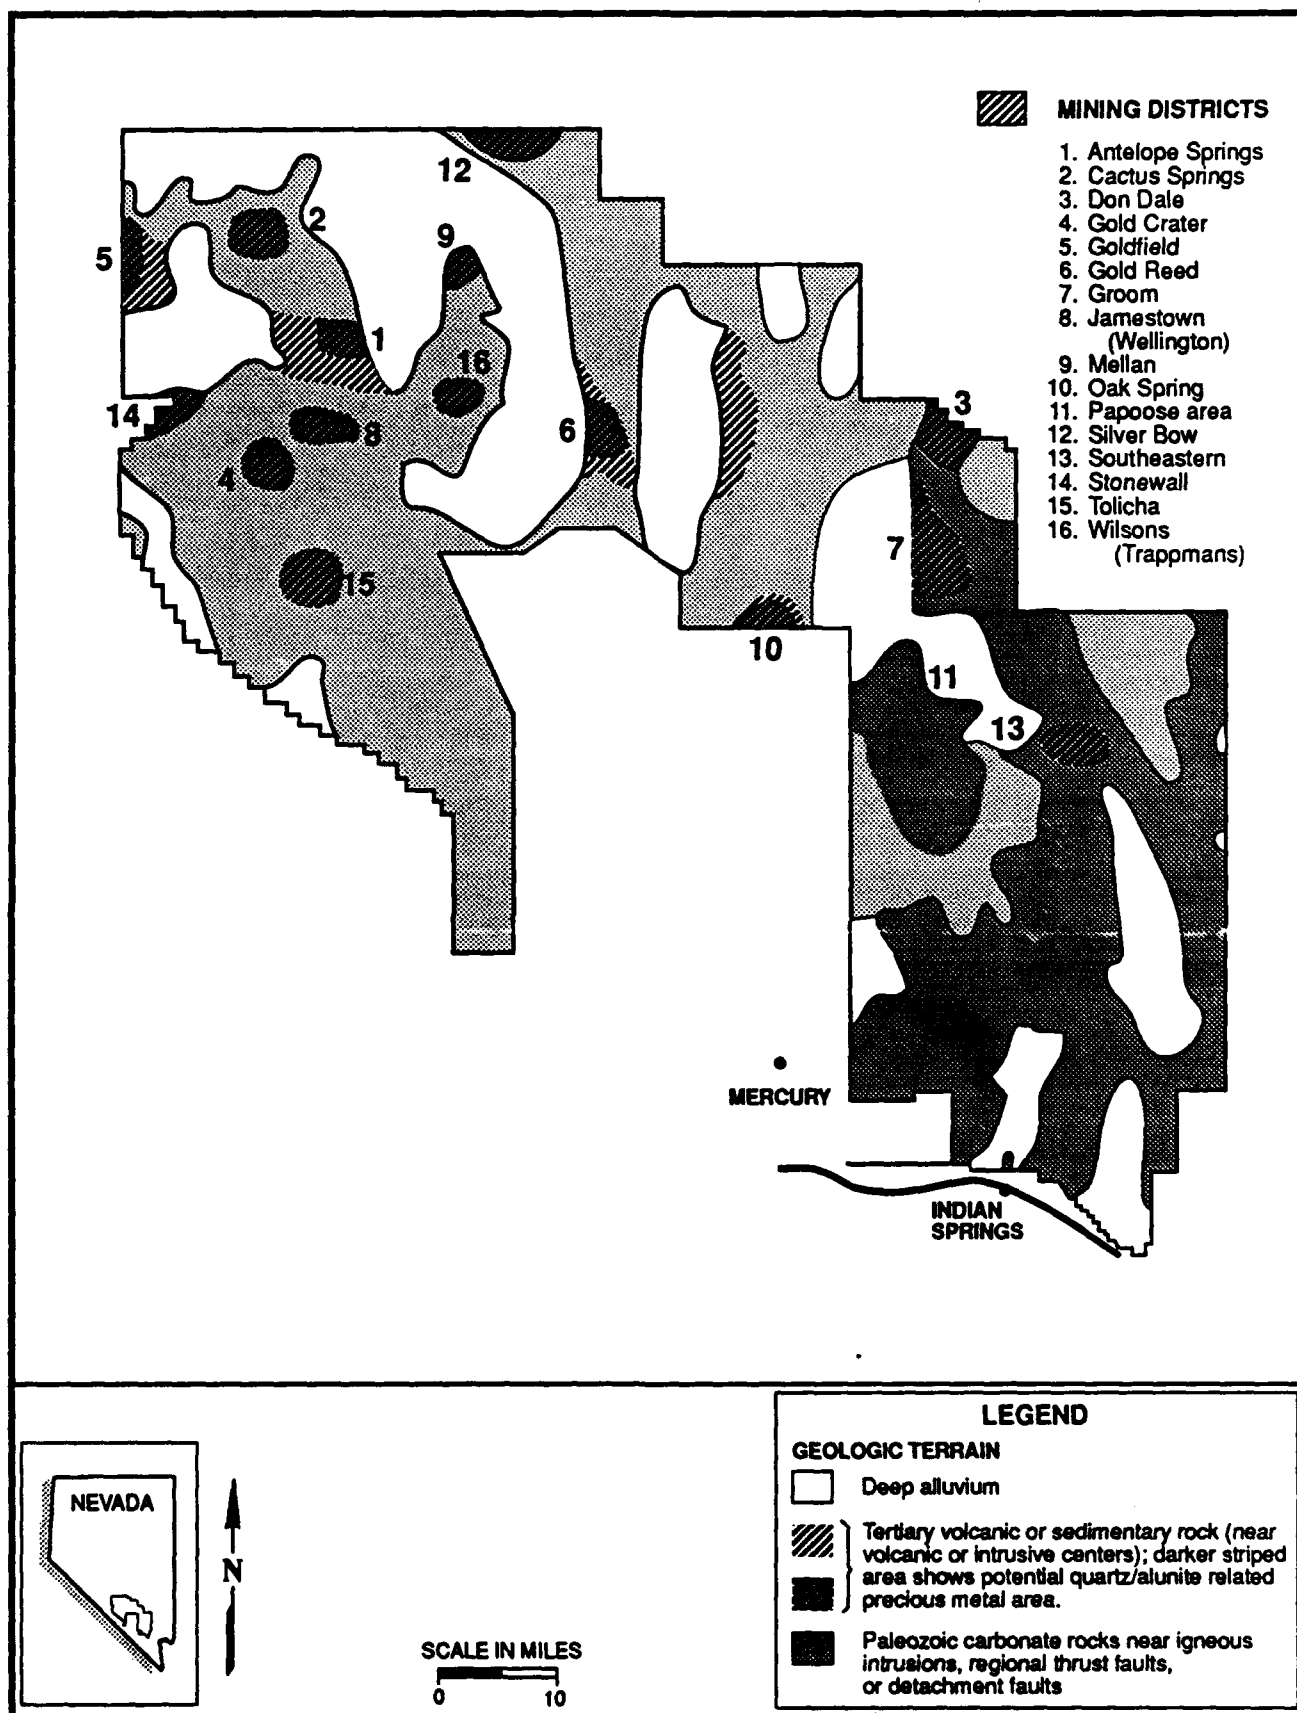 MINING DISTRICTS
1. Antelope Springs
2. Cactus Springs
3. Don Dale
4. Gold Crater
5. Goldfield
6. Gold Reed
7. Groom
8. Jamestown
(Wellington)
9. Mellan
10. Oak Spring
11. Papoose area
12. Silver Bow
13. Southeastern
14. Stonewall
15. Tolicha
16. Wilsons
(Trappmans)
12
2
9
5
1
16
14
8
6
3
4
7
15
10
11
13
MERCURY
INDIAN
SPRINGS
NEVADA
N
SCALE IN MILES
0 10
LEGEND
GEOLOGIC TERRAIN
Deep alluvium
Tertiary volcanic or sedimentary rock (near
volcanic or intrusive centers); darker striped
area shows potential quartz/alunite related
precious metal area.
Paleozoic carbonate rocks near igneous
intrusions, regional thrust faults,
or detachment faults